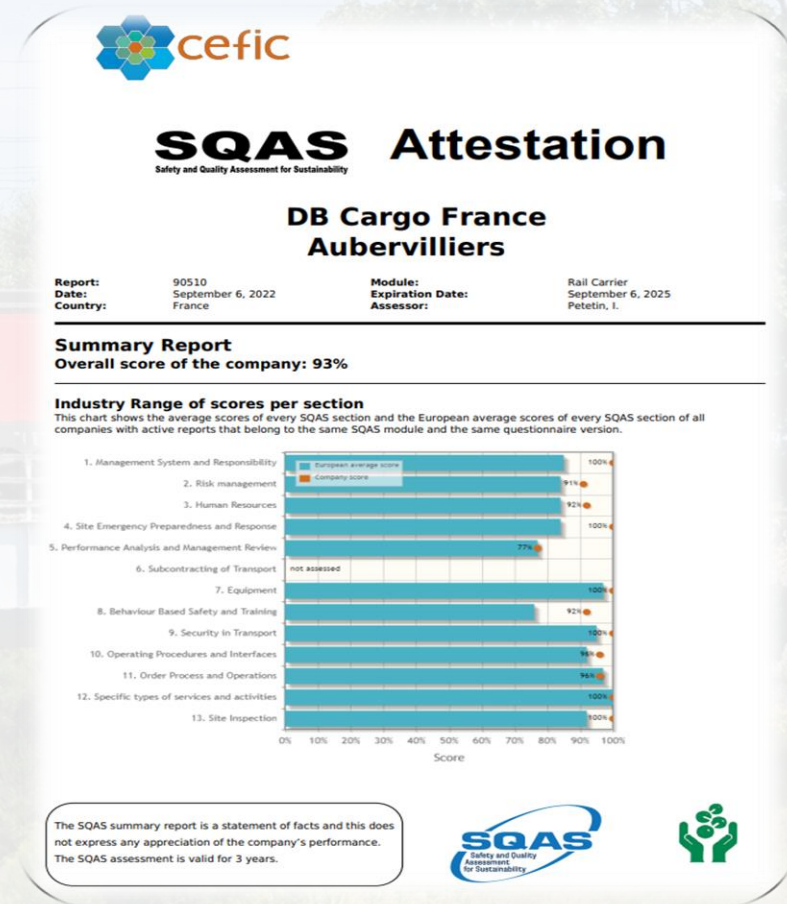 cefic
SQAS Attestation
Safety and Quality Assessment for Sustainability
DB Cargo France
Aubervilliers
Report: 90510 Module: Rail Carrier
Date: September 6, 2022 Expiration Date: September 6, 2025
Country: France Assessor: Petetin, I.
Summary Report
Overall score of the company: 93%
Industry Range of scores per section
This chart shows the average scores of every SQAS section and the European average scores of every SQAS section of all
companies with active reports that belong to the same SQAS module and the same questionnaire version.
European average score
Company score
1. Management System and Responsibility 100%
2. Risk management 91%
3. Human Resources 92%
4. Site Emergency Preparedness and Response 100%
5. Performance Analysis and Management Review 77%
6. Subcontracting of Transport not assessed
7. Equipment 100%
8. Behaviour Based Safety and Training 92%
9. Security in Transport 100%
10. Operating Procedures and Interfaces 96%
11. Order Process and Operations 96%
12. Specific types of services and activities 100%
13. Site Inspection 100%
0% 10% 20% 30% 40% 50% 60% 70% 80% 90% 100%
Score
The SQAS summary report is a statement of facts and this does
not express any appreciation of the company's performance.
The SQAS assessment is valid for 3 years.
SQAS
Safety and Quality
Assessment
for Sustainability